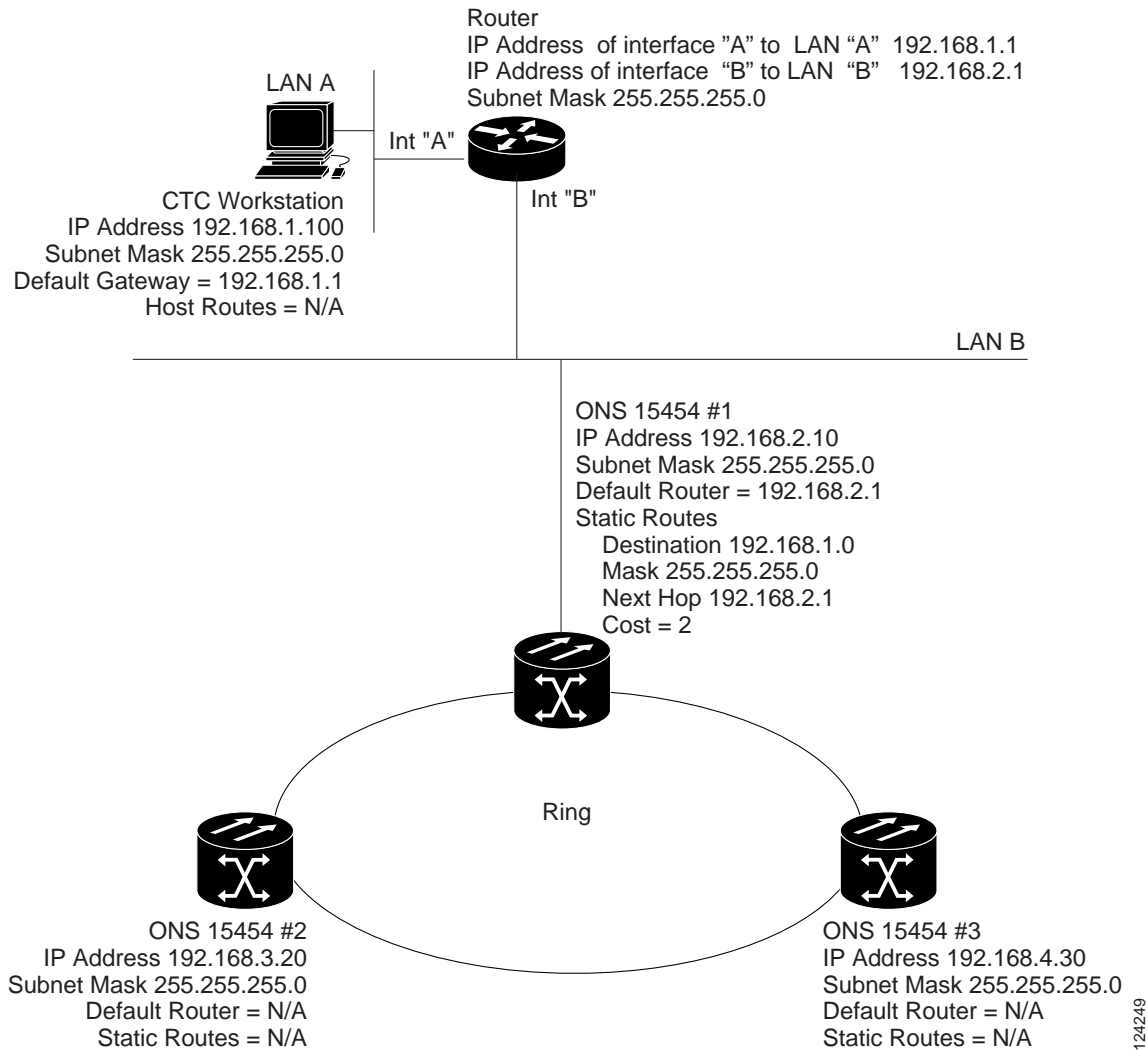 Router
IP Address of interface ”A” to LAN “A” 192.168.1.1
IP Address of interface “B” to LAN “B” 192.168.2.1
Subnet Mask 255.255.255.0
LAN A
Int "A"
Int "B"
CTC Workstation
IP Address 192.168.1.100
Subnet Mask 255.255.255.0
Default Gateway = 192.168.1.1
Host Routes = N/A
LAN B
ONS 15454 #1
IP Address 192.168.2.10
Subnet Mask 255.255.255.0
Default Router = 192.168.2.1
Static Routes
Destination 192.168.1.0
Mask 255.255.255.0
Next Hop 192.168.2.1
Cost = 2
Ring
ONS 15454 #2
IP Address 192.168.3.20
Subnet Mask 255.255.255.0
Default Router = N/A
Static Routes = N/A
ONS 15454 #3
IP Address 192.168.4.30
Subnet Mask 255.255.255.0
Default Router = N/A
Static Routes = N/A
124249